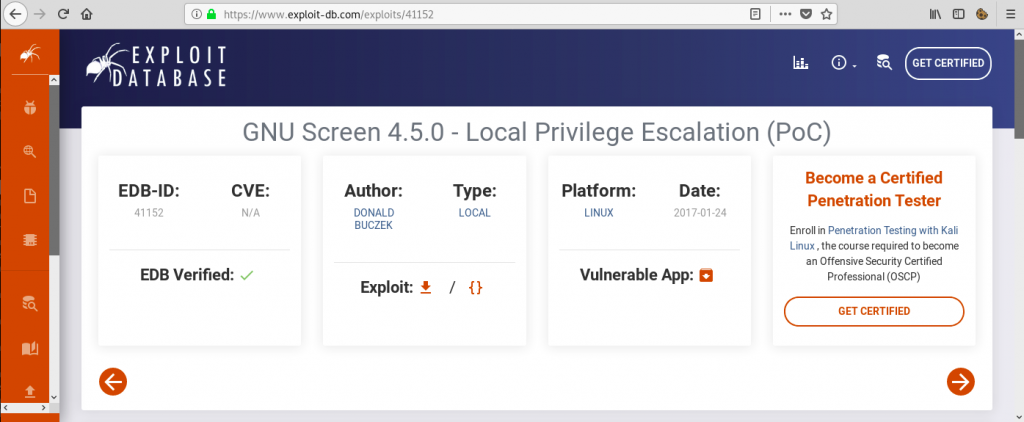 https://www.exploit-db.com/exploits/41152
EXPLOIT
DATABASE
GET CERTIFIED
GNU Screen 4.5.0 - Local Privilege Escalation (PoC)
EDB-ID:
41152
CVE:
N/A
EDB Verified:
Author:
DONALD
BUCZEK
Type:
LOCAL
Exploit: / {}
Platform:
LINUX
Date:
2017-01-24
Vulnerable App:
Become a Certified
Penetration Tester
Enroll in Penetration Testing with Kali
Linux , the course required to become
an Offensive Security Certified
Professional (OSCP)
GET CERTIFIED